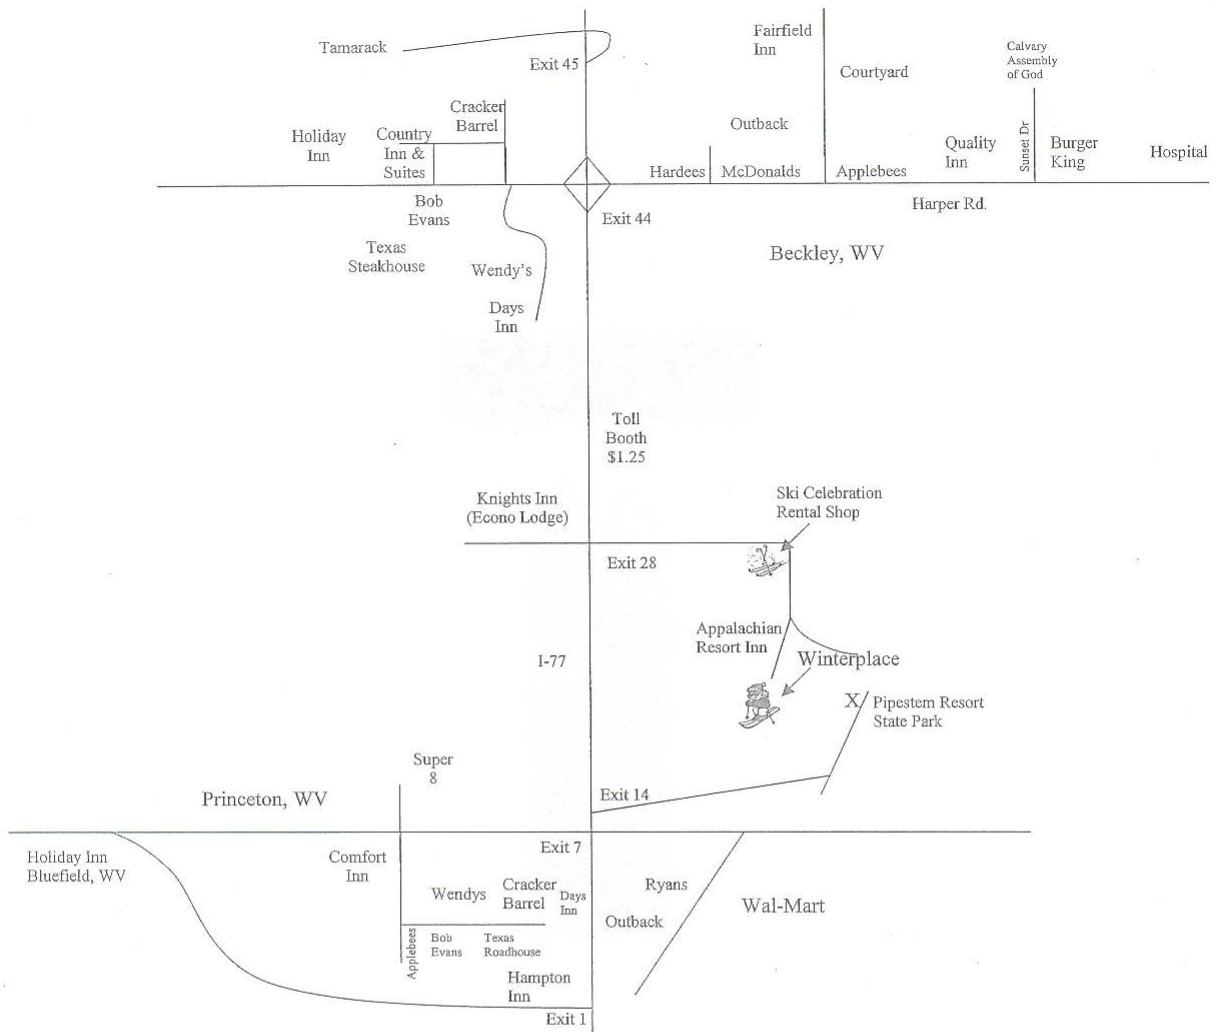 Tamarack
Exit 45
Fairfield
Inn
Courtyard
Calvary
Assembly
of God
Cracker
Barrel
Holiday
Inn
Country
Inn &
Suites
Outback
Hardees
McDonalds
Applebees
Quality
Inn
Sunset Dr
Burger
King
Hospital
Bob
Evans
Exit 44
Harper Rd.
Texas
Steakhouse
Wendy's
Days
Inn
Beckley, WV
Toll
Booth
$1.25
Knights Inn
(Econo Lodge)
Ski Celebration
Rental Shop
Exit 28
Appalachian
Resort Inn
I-77
Winterplace
X
Pipestem Resort
State Park
Super
8
Princeton, WV
Exit 14
Exit 7
Holiday Inn
Bluefield, WV
Comfort
Inn
Wendys
Cracker
Barrel
Days
Inn
Ryans
Outback
Wal-Mart
Applebees
Bob
Evans
Texas
Roadhouse
Hampton
Inn
Exit 1